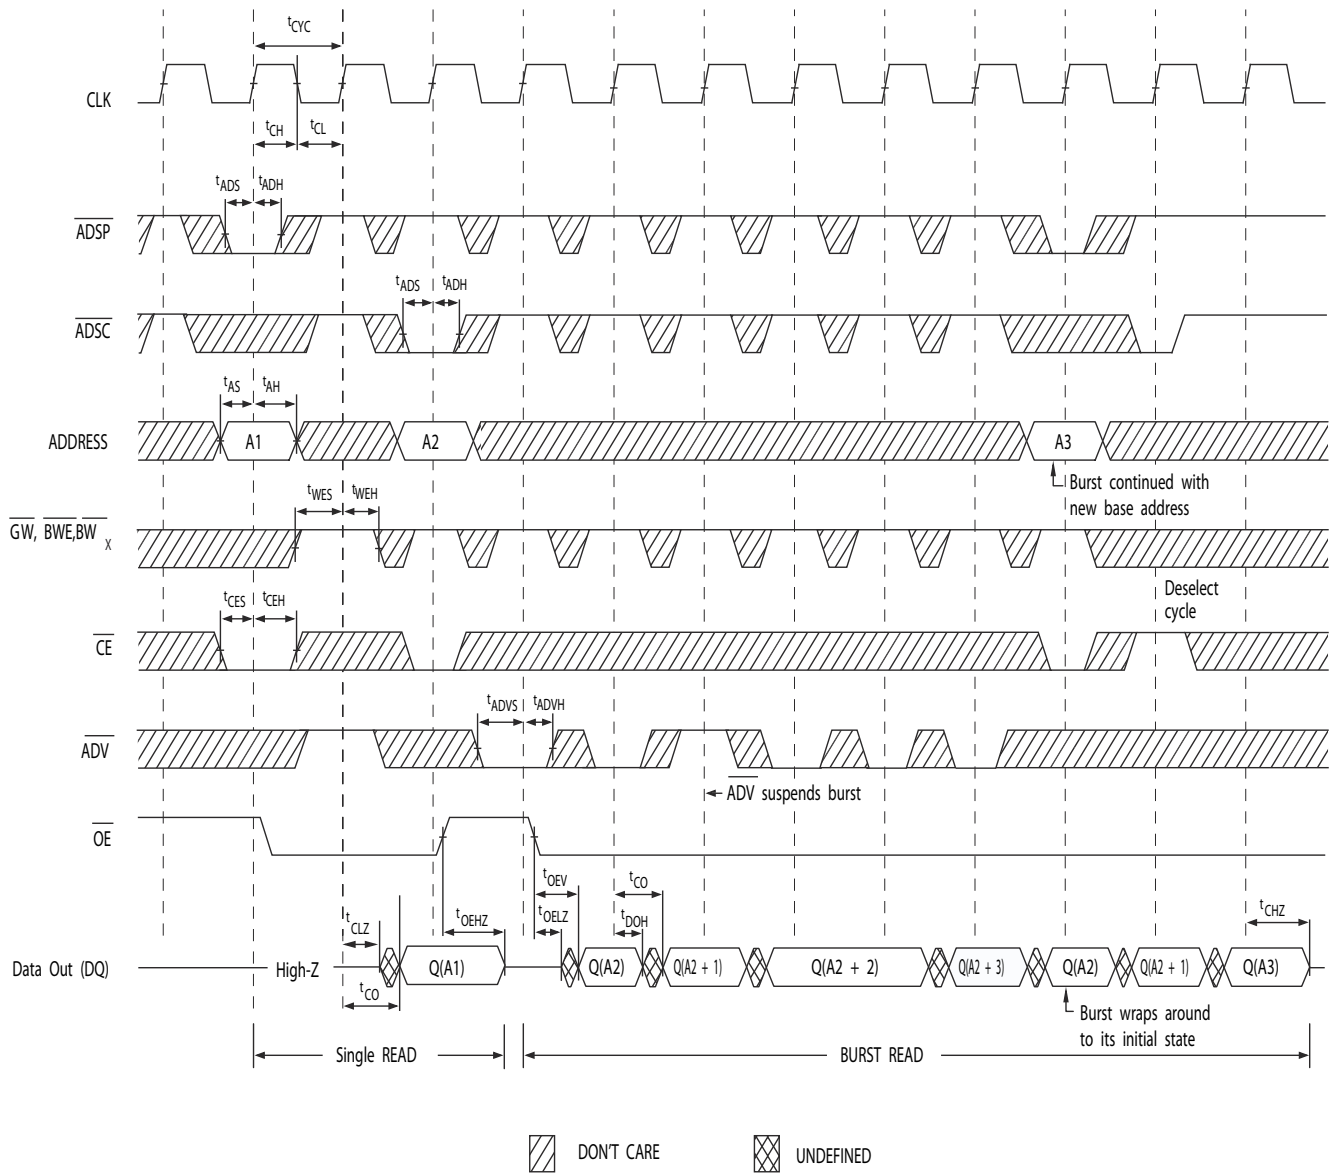 tCYC
CLK
tCH
tCL
tADS
tADH
ADSP
tADS
tADH
ADSC
tAS
tAH
ADDRESS
A1
A2
A3
Burst continued with
new base address
tWES
tWEH
GW, BWE,BW X
Deselect
cycle
tCES
tCEH
CE
tADVS
tADVH
ADV
ADV suspends burst
OE
tOEV
tCO
tCLZ
tOEHZ
tOELZ
tDOH
tCHZ
Data Out (DQ)
High-Z
Q(A1)
Q(A2)
Q(A2 + 1)
Q(A2 + 2)
Q(A2 + 3)
Q(A2)
Q(A2 + 1)
Q(A3)
tCO
Burst wraps around
to its initial state
Single READ
BURST READ
DON'T CARE
UNDEFINED